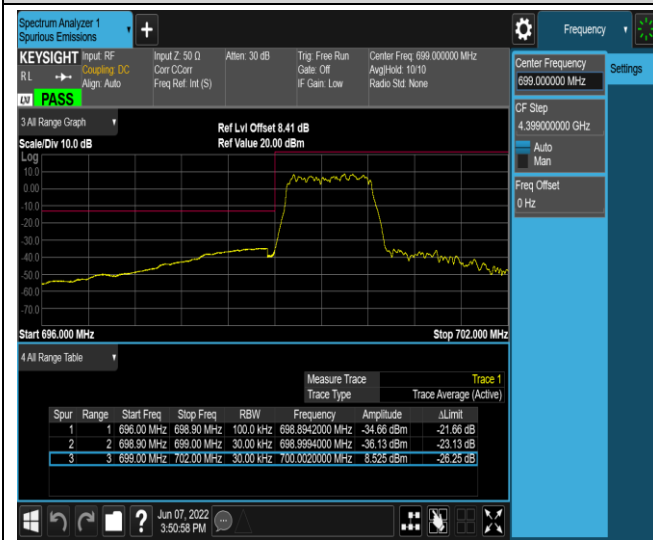 Spectrum Analyzer 1
Spurious Emissions
+
Frequency
KEYSIGHT Input: RF Input Z: 50 Ω Atten: 30 dB Trig: Free Run Center Freq: 699.000000 MHz
R L Coupling: DC Corr CCorr Gate: Off Avg|Hold: 10/10
Align: Auto Freq Ref: Int (S) IF Gain: Low Radio Std: None
LXI PASS
Center Frequency
699.000000 MHz
Settings
CF Step
4.399000000 GHz
Auto
Man
Freq Offset
0 Hz
3 All Range Graph
Ref Lvl Offset 8.41 dB
Scale/Div 10.0 dB Ref Value 20.00 dBm
Log
10.0
0.00
-10.0
-20.0
-30.0
-40.0
-50.0
-60.0
-70.0
Start 696.000 MHz Stop 702.000 MHz
4 All Range Table
Measure Trace Trace 1
Trace Type Trace Average (Active)
Spur Range Start Freq Stop Freq RBW Frequency Amplitude ΔLimit
1 1 696.00 MHz 698.90 MHz 100.0 kHz 698.8942000 MHz -34.66 dBm -21.66 dB
2 2 698.90 MHz 699.00 MHz 30.00 kHz 698.9994000 MHz -36.13 dBm -23.13 dB
3 3 699.00 MHz 702.00 MHz 30.00 kHz 700.0020000 MHz 8.525 dBm -26.25 dB
? Jun 07, 2022
3:50:58 PM